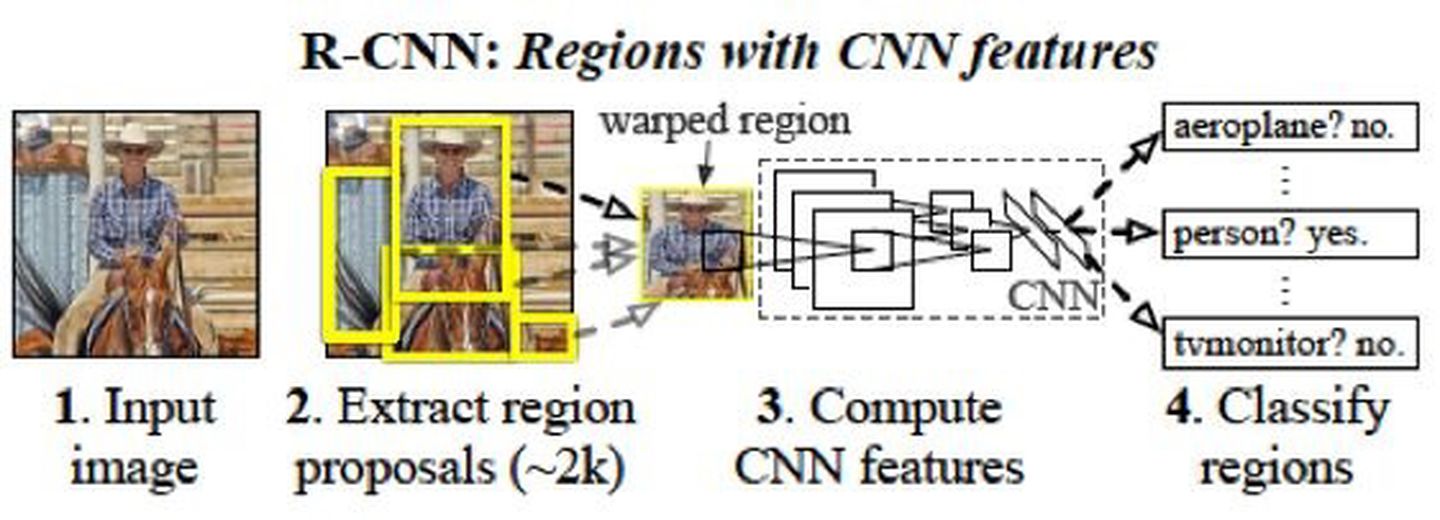 R-CNN: Regions with CNN features
warped region
aeroplane? no.
person? yes.
tvmonitor? no.
CNN
1. Input
image
2. Extract region
proposals (~2k)
3. Compute
CNN features
4. Classify
regions